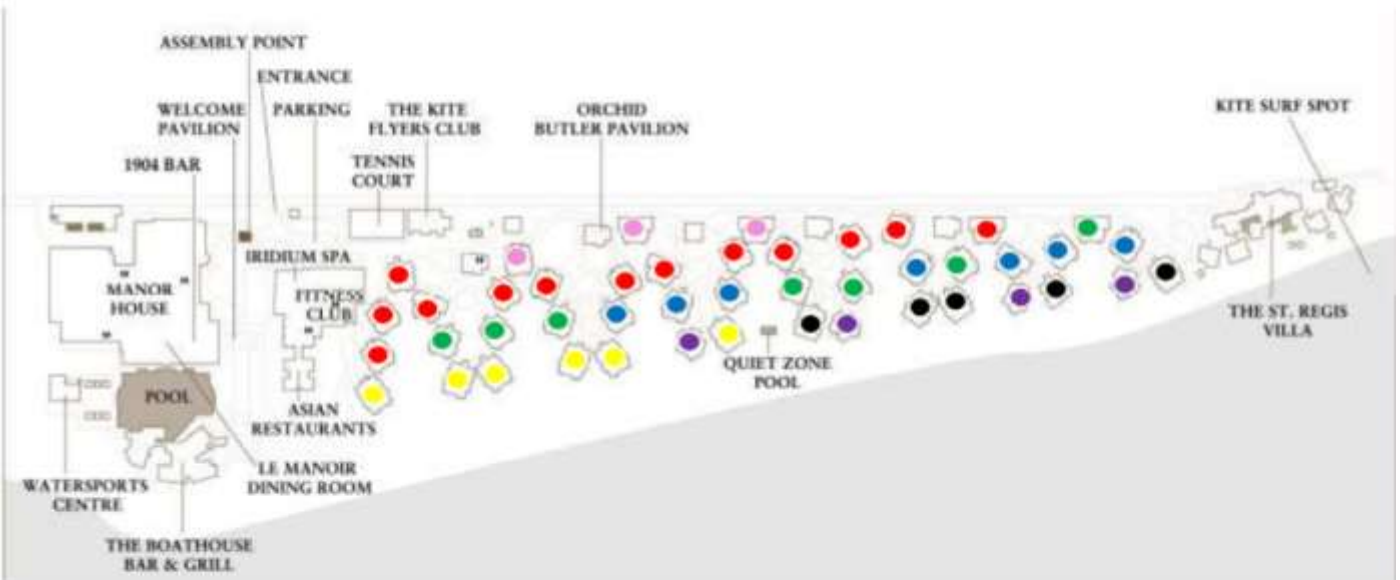 ASSEMBLY POINT
ENTRANCE
WELCOME
PAVILION
PARKING
THE KITE
FLYERS CLUB
ORCHID
BUTLER PAVILION
KITE SURF SPOT
1904 BAR
TENNIS
COURT
IRIDIUM SPA
MANOR
HOUSE
FITNESS
CLUB
THE ST. REGIS
VILLA
QUIET ZONE
POOL
POOL
ASIAN
RESTAURANTS
LE MANOIR
DINING ROOM
WATERSPORTS
CENTRE
THE BOATHOUSE
BAR & GRILL